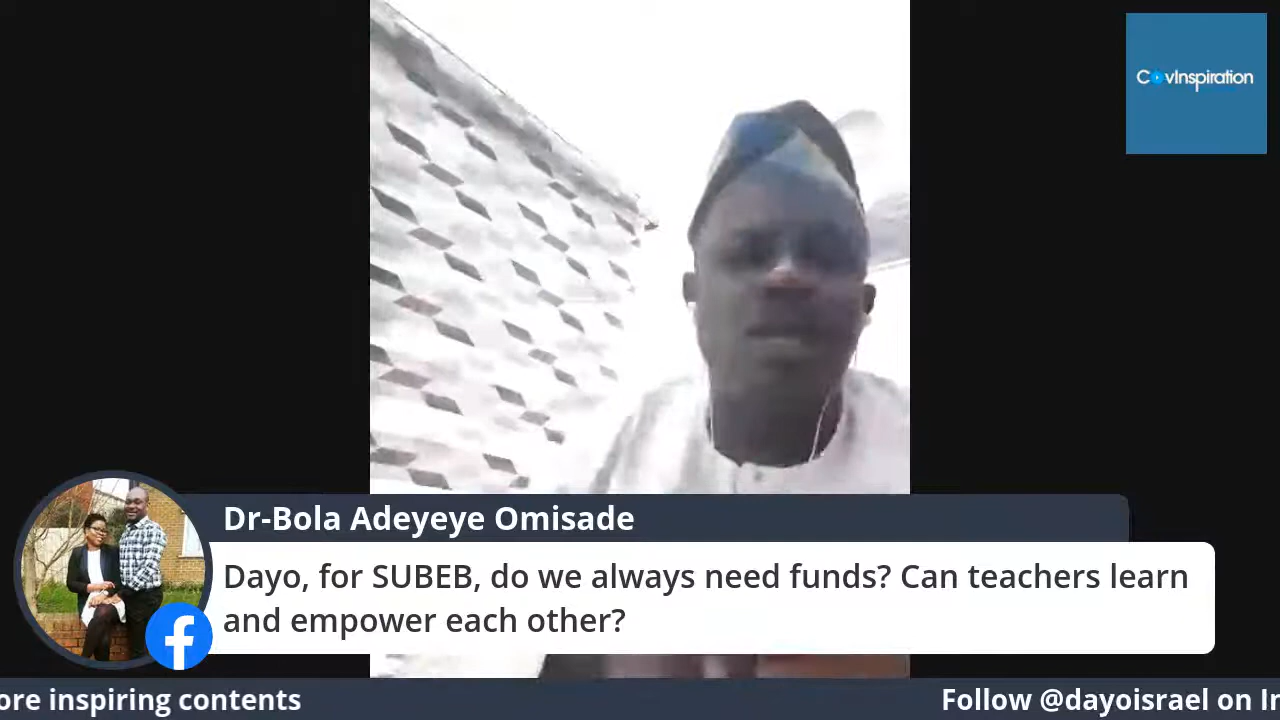 CovInspiration
Dr-Bola Adeyeye Omisade
Dayo, for SUBEB, do we always need funds? Can teachers learn
and empower each other?
ore inspiring contents
Follow @dayoisrael on In